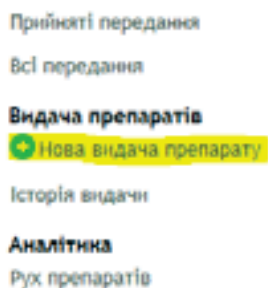 Прийняті передання
Всі передання
Видача препаратів
Нова видача препарату
Історія видачи
Аналітика
Рух препаратів